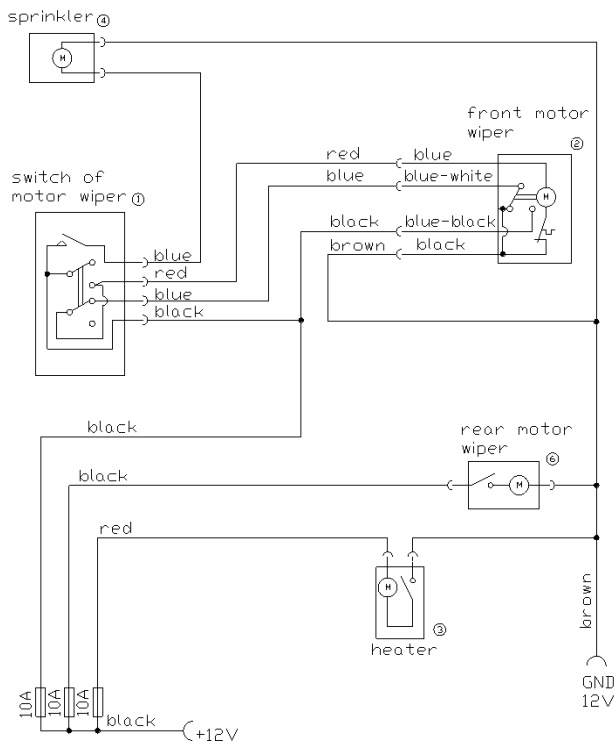 sprinkler ④
M
front motor
wiper ②
red blue
switch of
motor wiper ①
blue blue-white
M
black blue-black
brown black
blue
red
blue
black
black
rear motor
wiper ⑥
black
M
red
M
③
heater
brown
GND
12V
10A 10A 10A
black
+12V